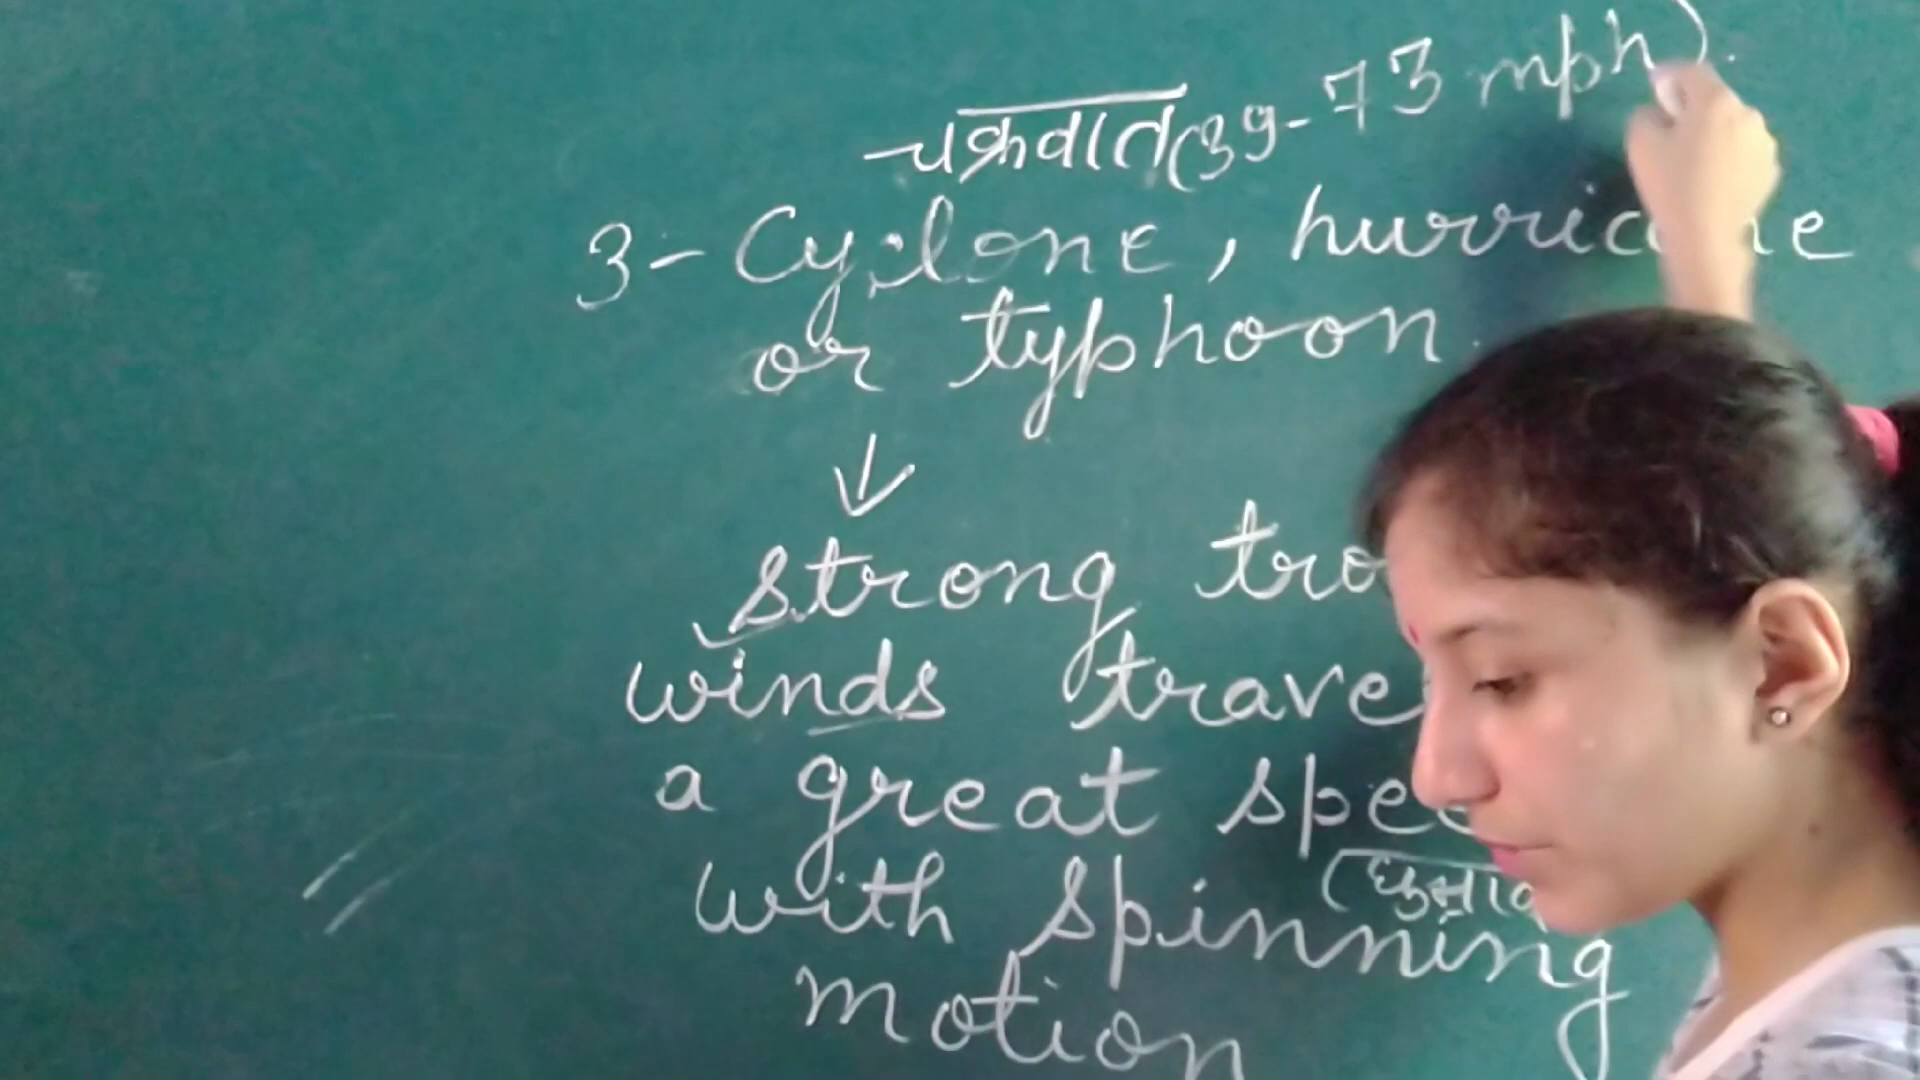 चक्रवात (39-73 mph).
3- Cyclone, hurricane
or typhoon
strong
winds
a great
(घुमाव
with spinning
motion